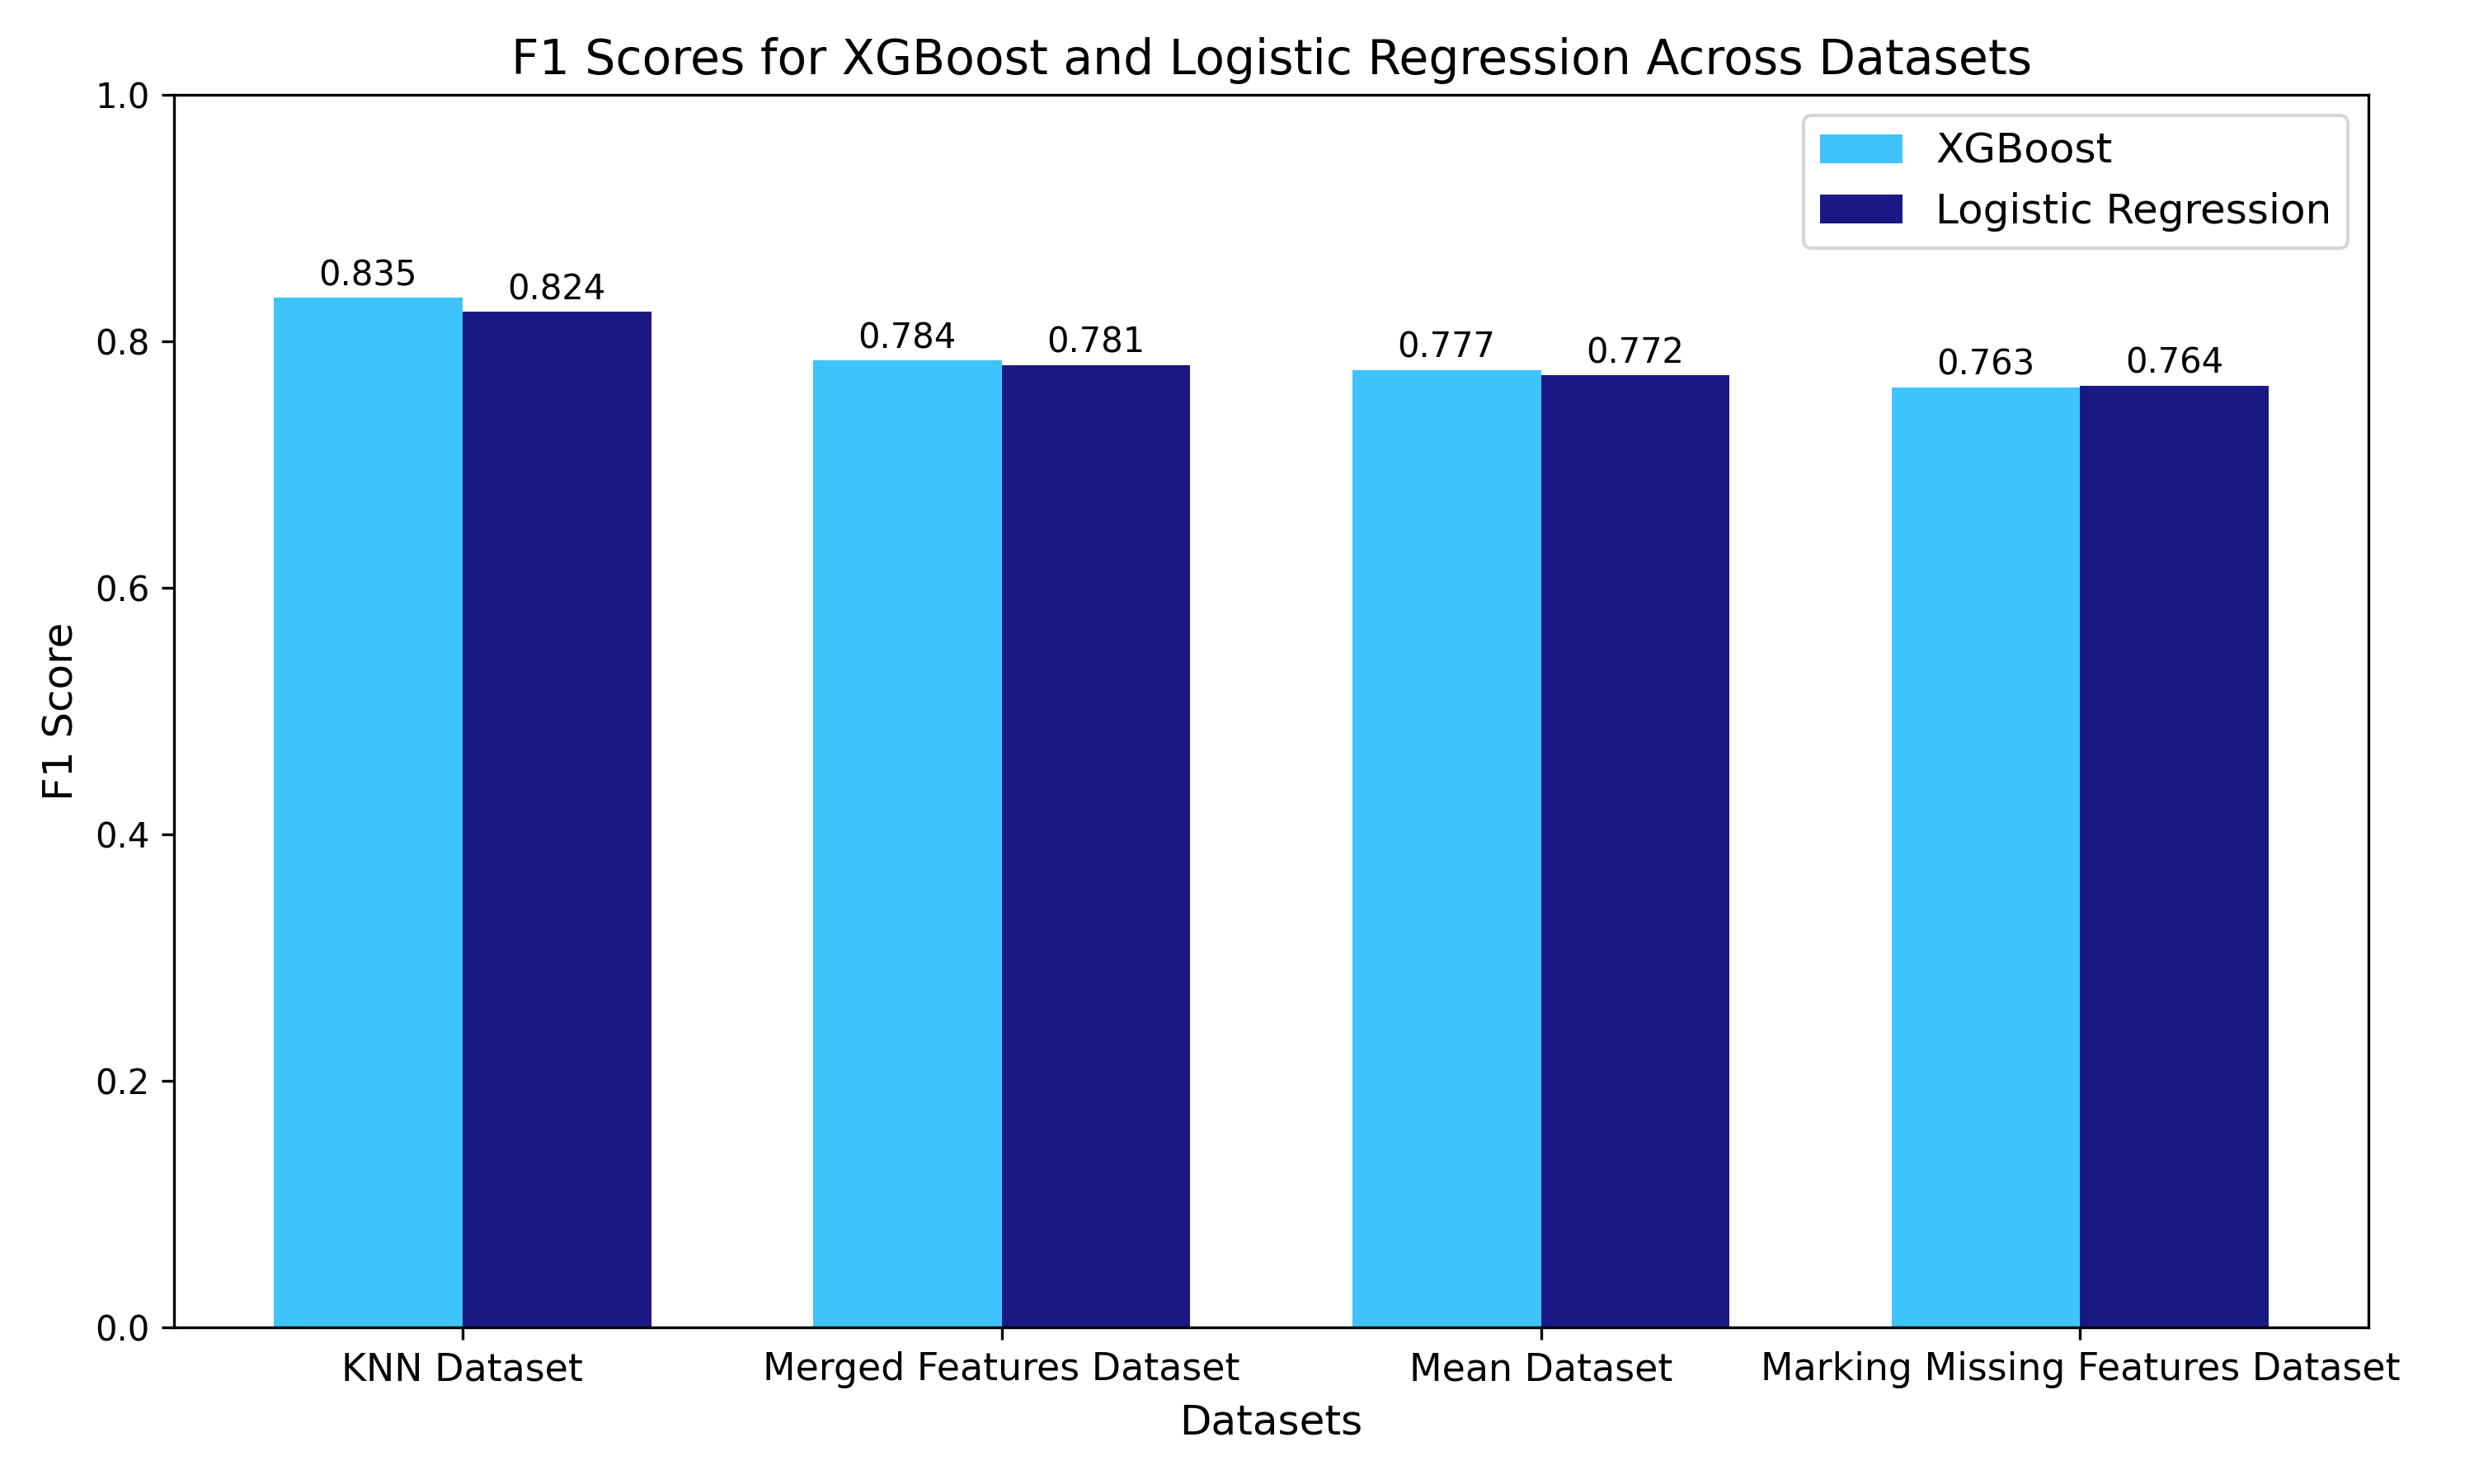 F1 Scores for XGBoost and Logistic Regression Across Datasets
1.0
XGBoost
Logistic Regression
0.835
0.824
0.784
0.781
0.777
0.772
0.763
0.764
0.8
0.6
F1 Score
0.4
0.2
0.0
KNN Dataset
Merged Features Dataset
Mean Dataset
Marking Missing Features Dataset
Datasets